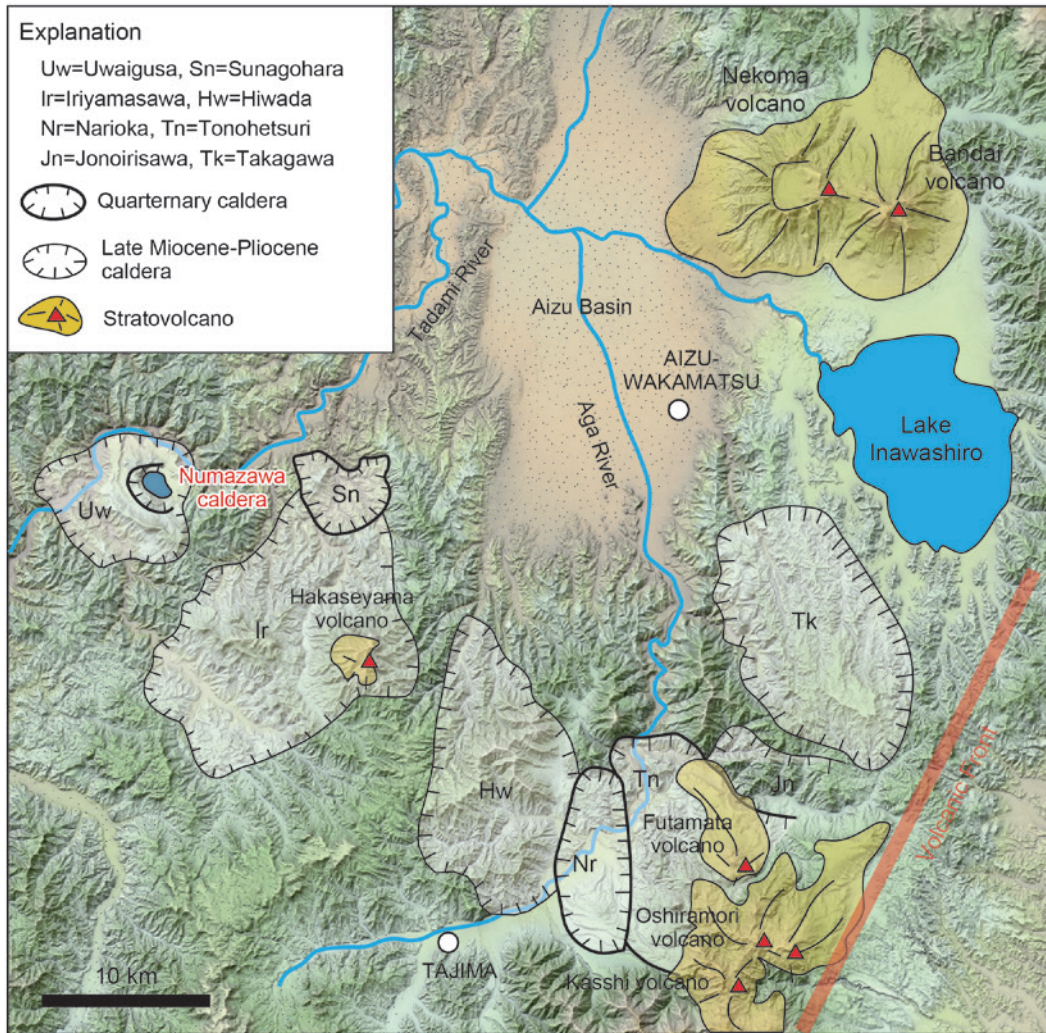 Explanation
Uw=Uwaigusa, Sn=Sunagohara
Ir=Iriyamasawa, Hw=Hiwada
Nr=Narioka, Tn=Tonohetsuri
Jn=Jonoirisawa, Tk=Takagawa
Quarternary caldera
Late Miocene-Pliocene
caldera
Stratovolcano
Nekoma
volcano
Bandai
volcano
Tadami River
Aizu Basin
AIZU-
WAKAMATSU
Aga River
Lake
Inawashiro
Numazawa
caldera
Uw
Sn
Hakaseyama
volcano
Ir
Tk
Hw
Tn
Jn
Volcanic Front
Futamata
volcano
Nr
Oshiramori
volcano
TAJIMA
Kasshi volcano
10 km